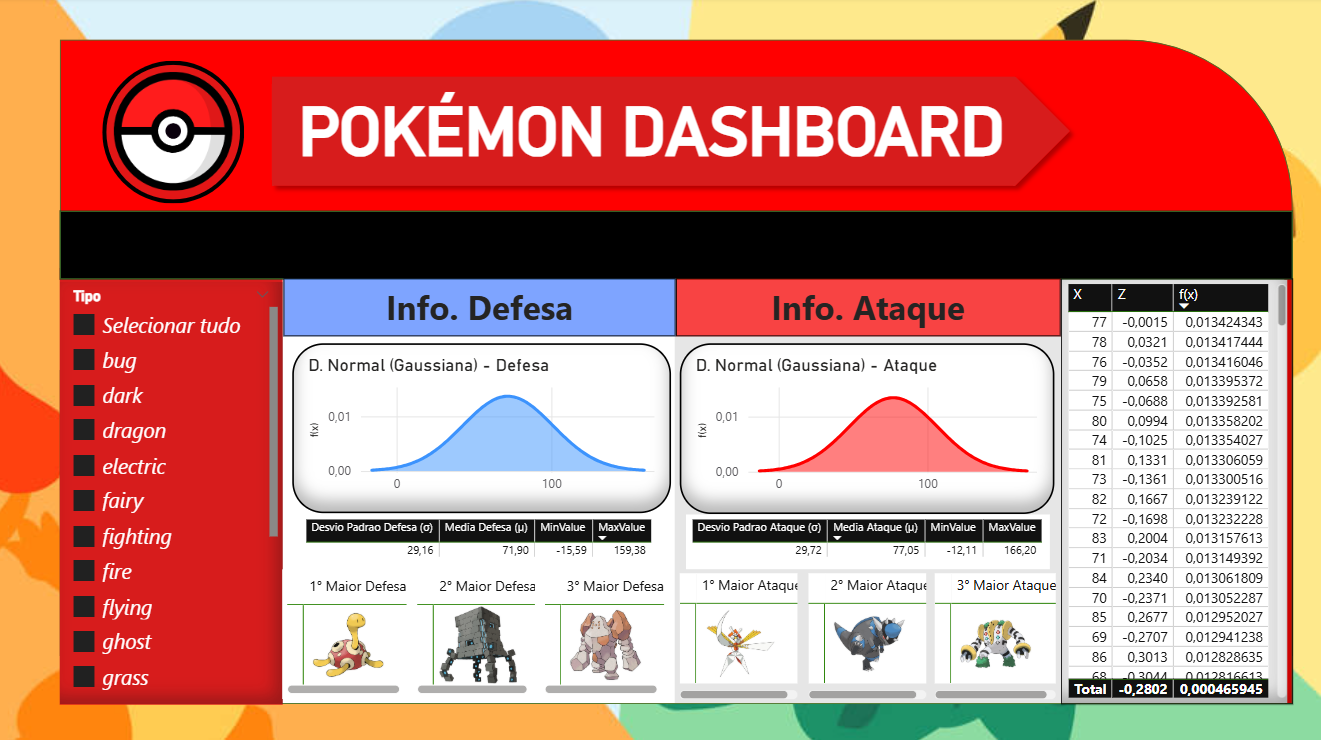 POKÉMON DASHBOARD
Tipo
Selecionar tudo
bug
dark
dragon
electric
fairy
fighting
fire
flying
ghost
grass
Info. Defesa
D. Normal (Gaussiana) - Defesa
f(x)
0,01
0,00
0 100
Desvio Padrao Defesa (σ) Media Defesa (μ) MinValue MaxValue
29,16 71,90 -15,59 159,38
1° Maior Defesa 2° Maior Defesa 3° Maior Defesa
Info. Ataque
D. Normal (Gaussiana) - Ataque
f(x)
0,01
0,00
0 100
Desvio Padrao Ataque (σ) Media Ataque (μ) MinValue MaxValue
29,72 77,05 -12,11 166,20
1° Maior Ataque 2° Maior Ataque 3° Maior Ataque
X Z f(x)
77 -0,0015 0,013424343
78 0,0321 0,013417444
76 -0,0352 0,013416046
79 0,0658 0,013395372
75 -0,0688 0,013392581
80 0,0994 0,013358202
74 -0,1025 0,013354027
81 0,1331 0,013306059
73 -0,1361 0,013300516
82 0,1667 0,013239122
72 -0,1698 0,013232228
83 0,2004 0,013157613
71 -0,2034 0,013149392
84 0,2340 0,013061809
70 -0,2371 0,013052287
85 0,2677 0,012952027
69 -0,2707 0,012941238
86 0,3013 0,012828635
68 -0,3044 0,012816613
Total -0,2802 0,000465945